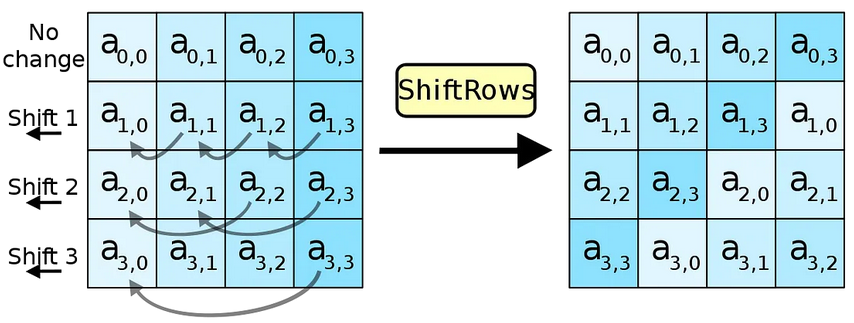 No
change
a0,0 a0,1 a0,2 a0,3
Shift 1
a1,0 a1,1 a1,2 a1,3
Shift 2
a2,0 a2,1 a2,2 a2,3
Shift 3
a3,0 a3,1 a3,2 a3,3
ShiftRows
a0,0 a0,1 a0,2 a0,3
a1,1 a1,2 a1,3 a1,0
a2,2 a2,3 a2,0 a2,1
a3,3 a3,0 a3,1 a3,2